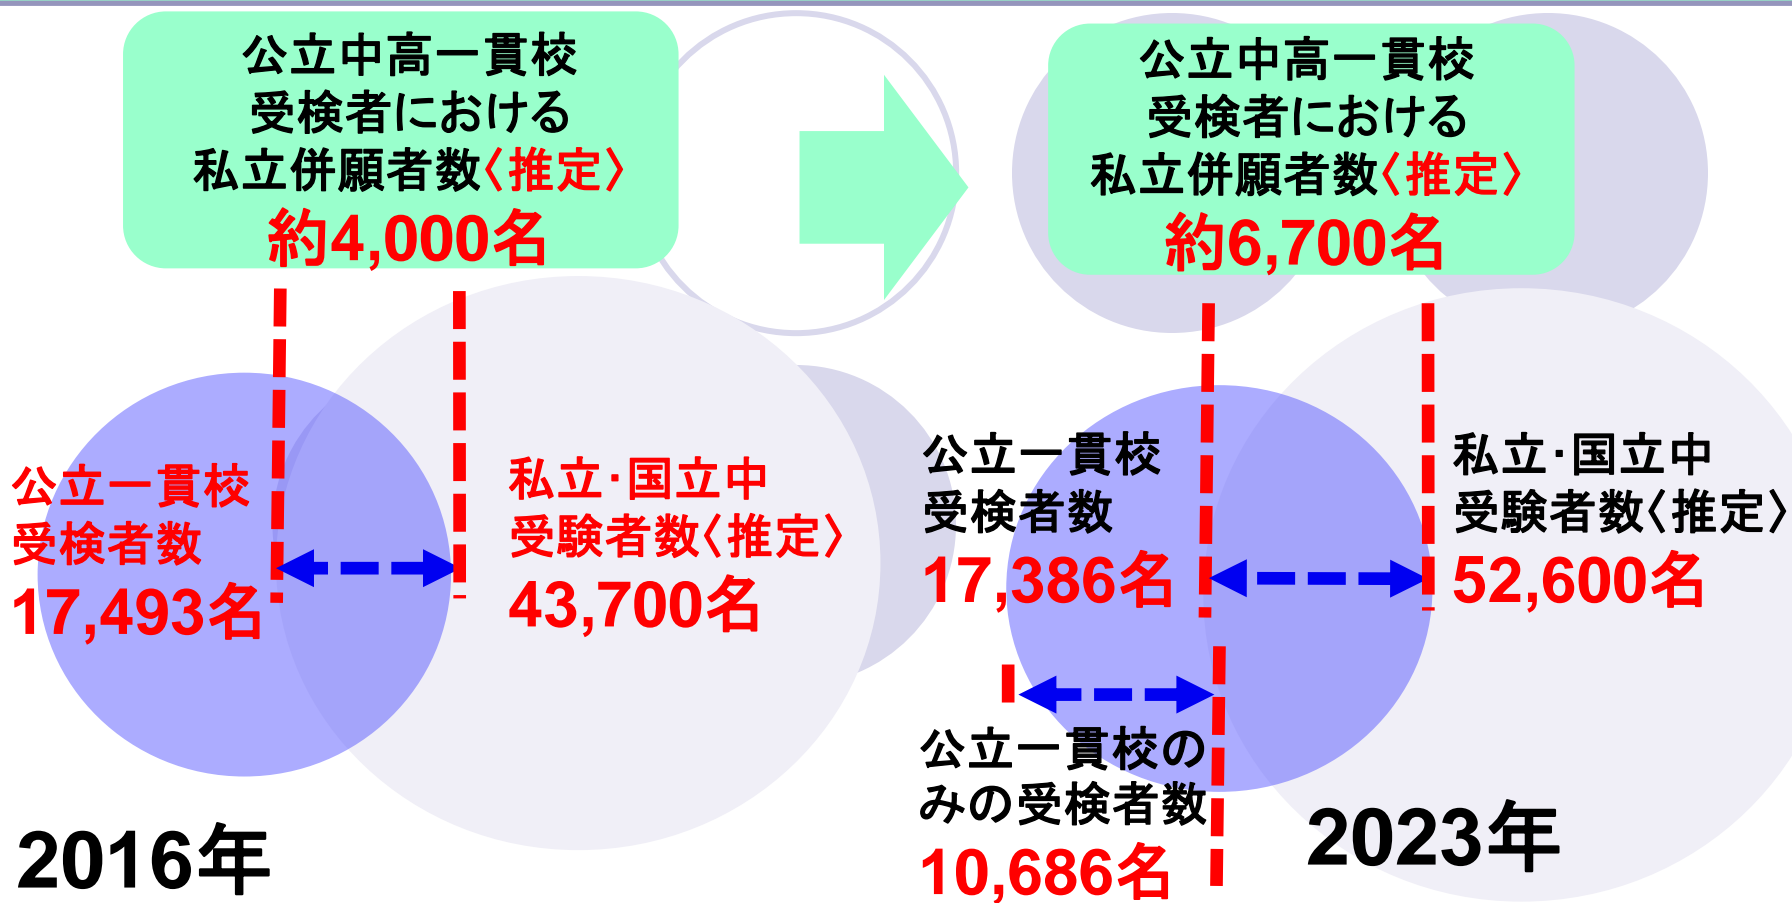 公立中高一貫校
受検者における
私立併願者数〈推定〉
約4,000名
公立一貫校
受検者数
17,493名
私立・国立中
受験者数〈推定〉
43,700名
2016年
公立中高一貫校
受検者における
私立併願者数〈推定〉
約6,700名
公立一貫校
受検者数
17,386名
私立・国立中
受験者数〈推定〉
52,600名
公立一貫校の
みの受検者数
10,686名
2023年